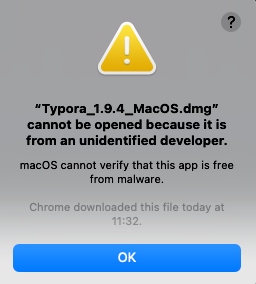 ?
“Typora_1.9.4_MacOS.dmg”
cannot be opened because it is
from an unidentified developer.
macOS cannot verify that this app is free
from malware.
Chrome downloaded this file today at
11:32.
OK